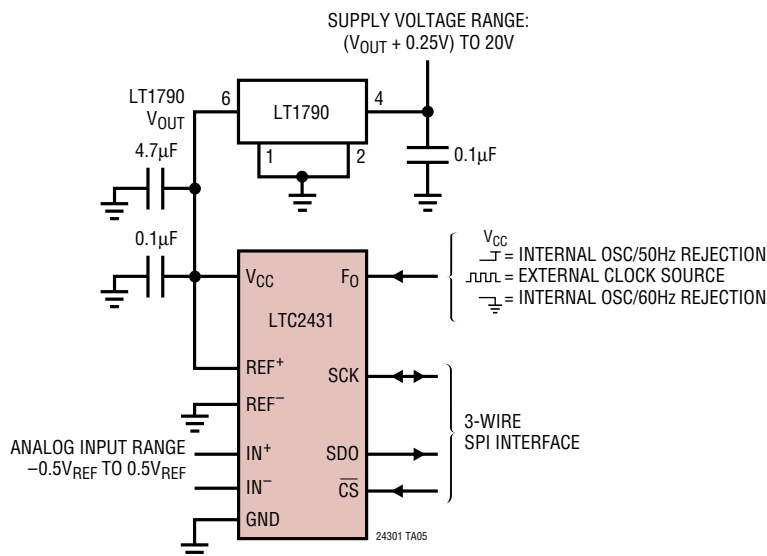 SUPPLY VOLTAGE RANGE:
(VOUT + 0.25V) TO 20V
LT1790
VOUT
6
LT1790
4
1
2
4.7µF
0.1µF
0.1µF
VCC
FO
VCC
= INTERNAL OSC/50Hz REJECTION
= EXTERNAL CLOCK SOURCE
= INTERNAL OSC/60Hz REJECTION
LTC2431
REF+
SCK
REF−
3-WIRE
SPI INTERFACE
ANALOG INPUT RANGE
−0.5VREF TO 0.5VREF
IN+
SDO
IN−
CS
GND
24301 TA05